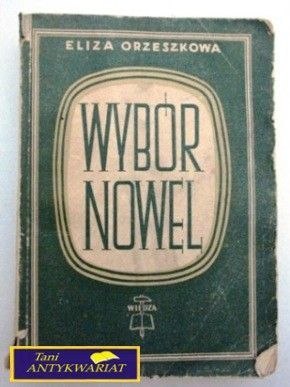 ELIZA ORZESZKOWA
WYBÓR
NOWEL
WIEDZA
Tani
ANTYKWARIAT